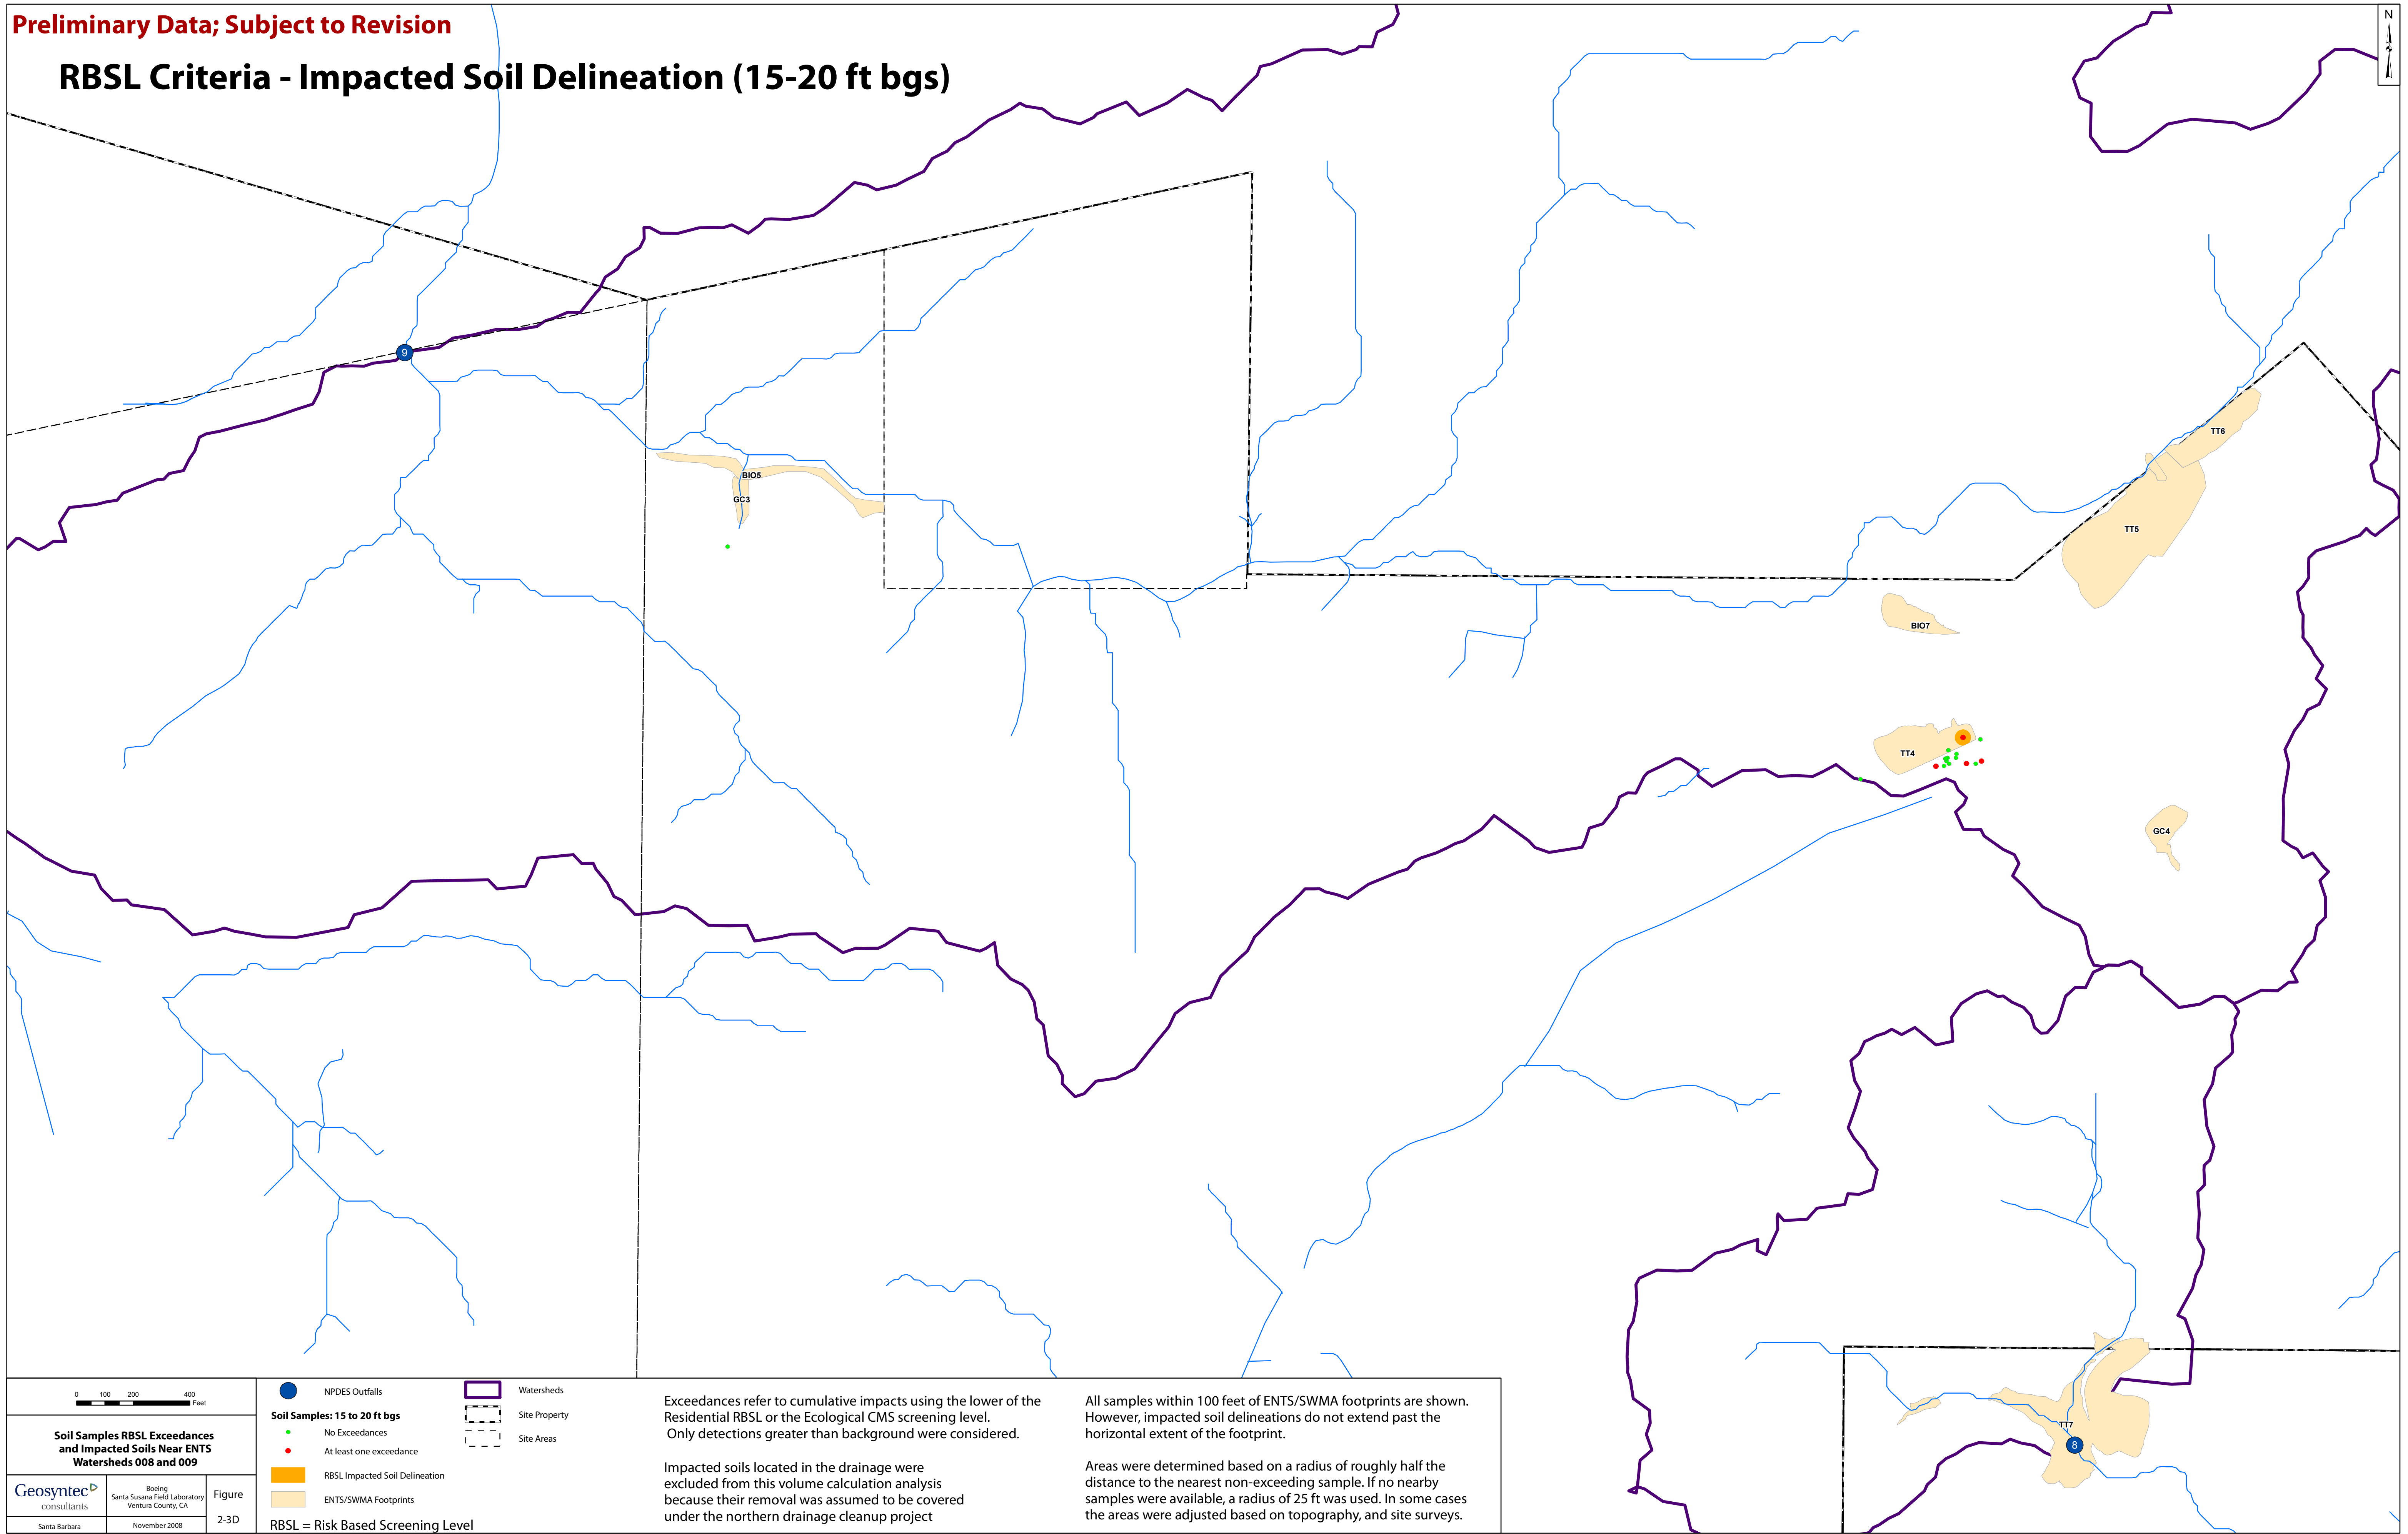 Preliminary Data; Subject to Revision
N
RBSL Criteria - Impacted Soil Delineation (15-20 ft bgs)
9
TT6
BIO5
GC3
TT5
BIO7
TT4
GC4
TT7
8
0 100 200 400
Feet
Soil Samples RBSL Exceedances
and Impacted Soils Near ENTS
Watersheds 008 and 009
Geosyntec
consultants
Boeing
Santa Susana Field Laboratory
Ventura County, CA
Figure
2-3D
Santa Barbara
November 2008
NPDES Outfalls
Soil Samples: 15 to 20 ft bgs
No Exceedances
At least one exceedance
RBSL Impacted Soil Delineation
ENTS/SWMA Footprints
RBSL = Risk Based Screening Level
Watersheds
Site Property
Site Areas
Exceedances refer to cumulative impacts using the lower of the
Residential RBSL or the Ecological CMS screening level.
Only detections greater than background were considered.
Impacted soils located in the drainage were
excluded from this volume calculation analysis
because their removal was assumed to be covered
under the northern drainage cleanup project
All samples within 100 feet of ENTS/SWMA footprints are shown.
However, impacted soil delineations do not extend past the
horizontal extent of the footprint.
Areas were determined based on a radius of roughly half the
distance to the nearest non-exceeding sample. If no nearby
samples were available, a radius of 25 ft was used. In some cases
the areas were adjusted based on topography, and site surveys.